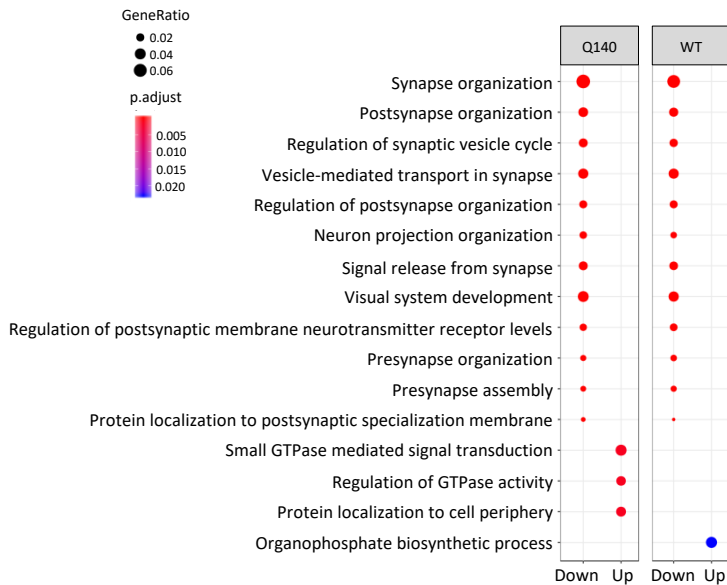 GeneRatio
0.02
0.04
0.06
p.adjust
0.005
0.010
0.015
0.020
Q140 WT
Synapse organization
Postsynapse organization
Regulation of synaptic vesicle cycle
Vesicle-mediated transport in synapse
Regulation of postsynapse organization
Neuron projection organization
Signal release from synapse
Visual system development
Regulation of postsynaptic membrane neurotransmitter receptor levels
Presynapse organization
Presynapse assembly
Protein localization to postsynaptic specialization membrane
Small GTPase mediated signal transduction
Regulation of GTPase activity
Protein localization to cell periphery
Organophosphate biosynthetic process
Down Up Down Up